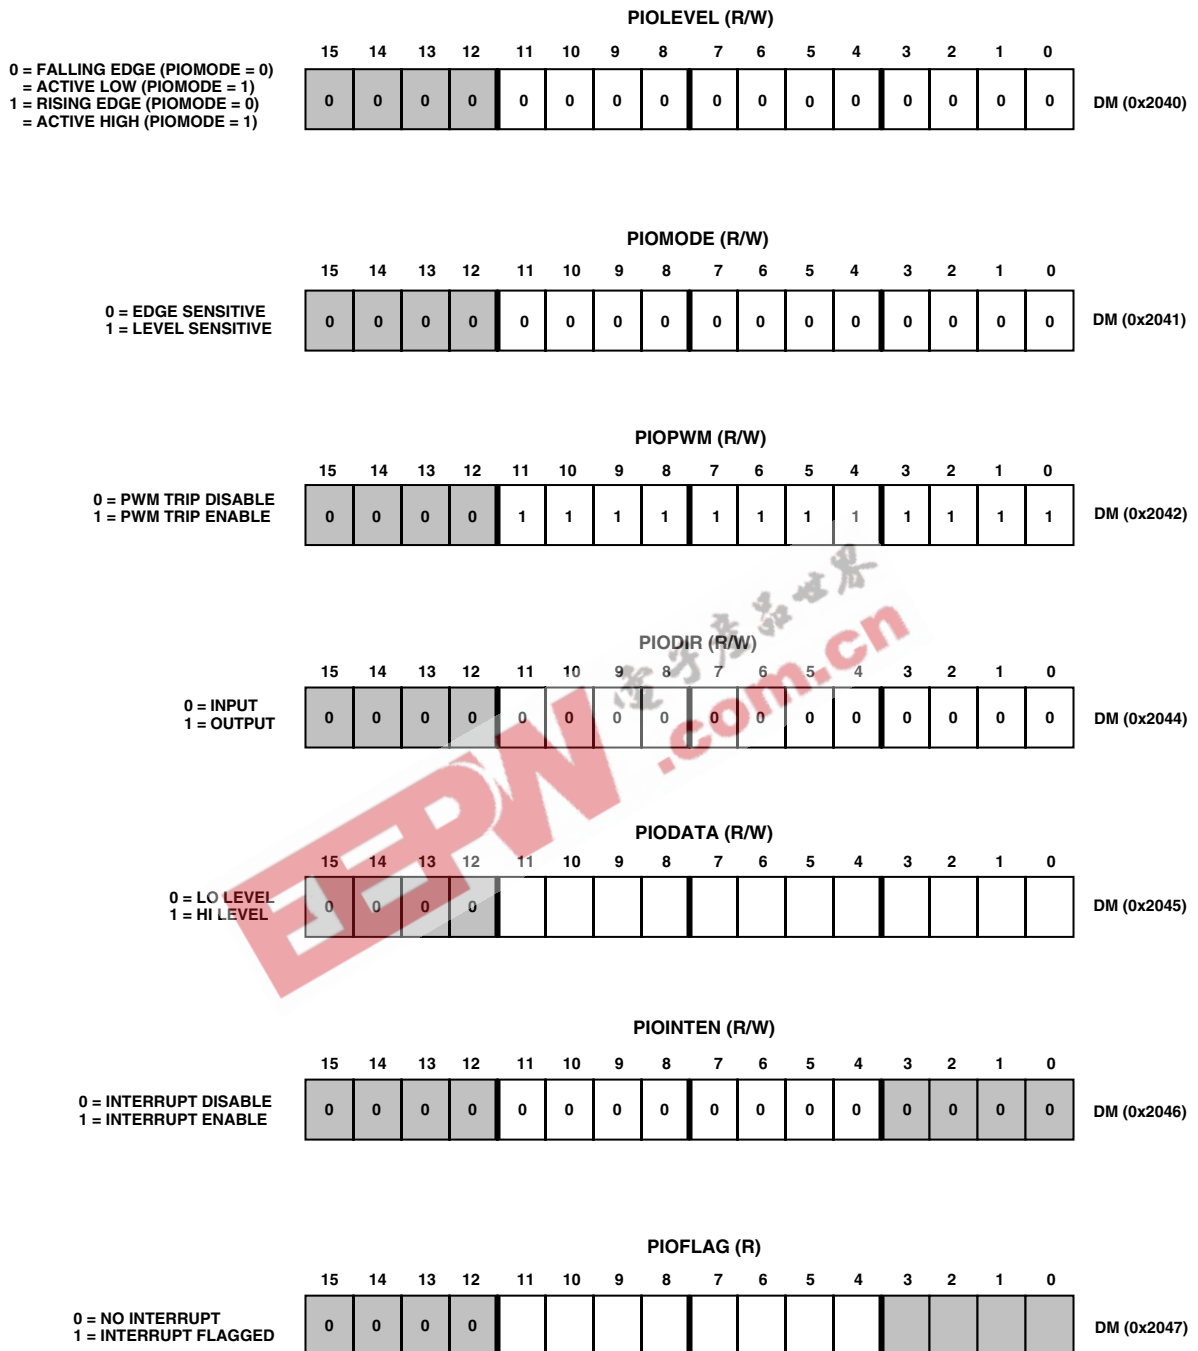 PIOLEVEL (R/W)
15 14 13 12 11 10 9 8 7 6 5 4 3 2 1 0
0 = FALLING EDGE (PIOMODE = 0)
= ACTIVE LOW (PIOMODE = 1)
1 = RISING EDGE (PIOMODE = 0)
= ACTIVE HIGH (PIOMODE = 1)
0 0 0 0 0 0 0 0 0 0 0 0 0 0 0 0
DM (0x2040)
PIOMODE (R/W)
15 14 13 12 11 10 9 8 7 6 5 4 3 2 1 0
0 = EDGE SENSITIVE
1 = LEVEL SENSITIVE
0 0 0 0 0 0 0 0 0 0 0 0 0 0 0 0
DM (0x2041)
PIOPWM (R/W)
15 14 13 12 11 10 9 8 7 6 5 4 3 2 1 0
0 = PWM TRIP DISABLE
1 = PWM TRIP ENABLE
0 0 0 0 1 1 1 1 1 1 1 1 1 1 1 1
DM (0x2042)
PIODIR (R/W)
15 14 13 12 11 10 9 8 7 6 5 4 3 2 1 0
0 = INPUT
1 = OUTPUT
0 0 0 0 0 0 0 0 0 0 0 0 0 0 0 0
DM (0x2044)
PIODATA (R/W)
15 14 13 12 11 10 9 8 7 6 5 4 3 2 1 0
0 = LO LEVEL
1 = HI LEVEL
0 0 0 0
DM (0x2045)
PIOINTEN (R/W)
15 14 13 12 11 10 9 8 7 6 5 4 3 2 1 0
0 = INTERRUPT DISABLE
1 = INTERRUPT ENABLE
0 0 0 0 0 0 0 0 0 0 0 0 0 0 0 0
DM (0x2046)
PIOFLAG (R)
15 14 13 12 11 10 9 8 7 6 5 4 3 2 1 0
0 = NO INTERRUPT
1 = INTERRUPT FLAGGED
0 0 0 0
DM (0x2047)
EEPW
.com.cn
電子產品世界